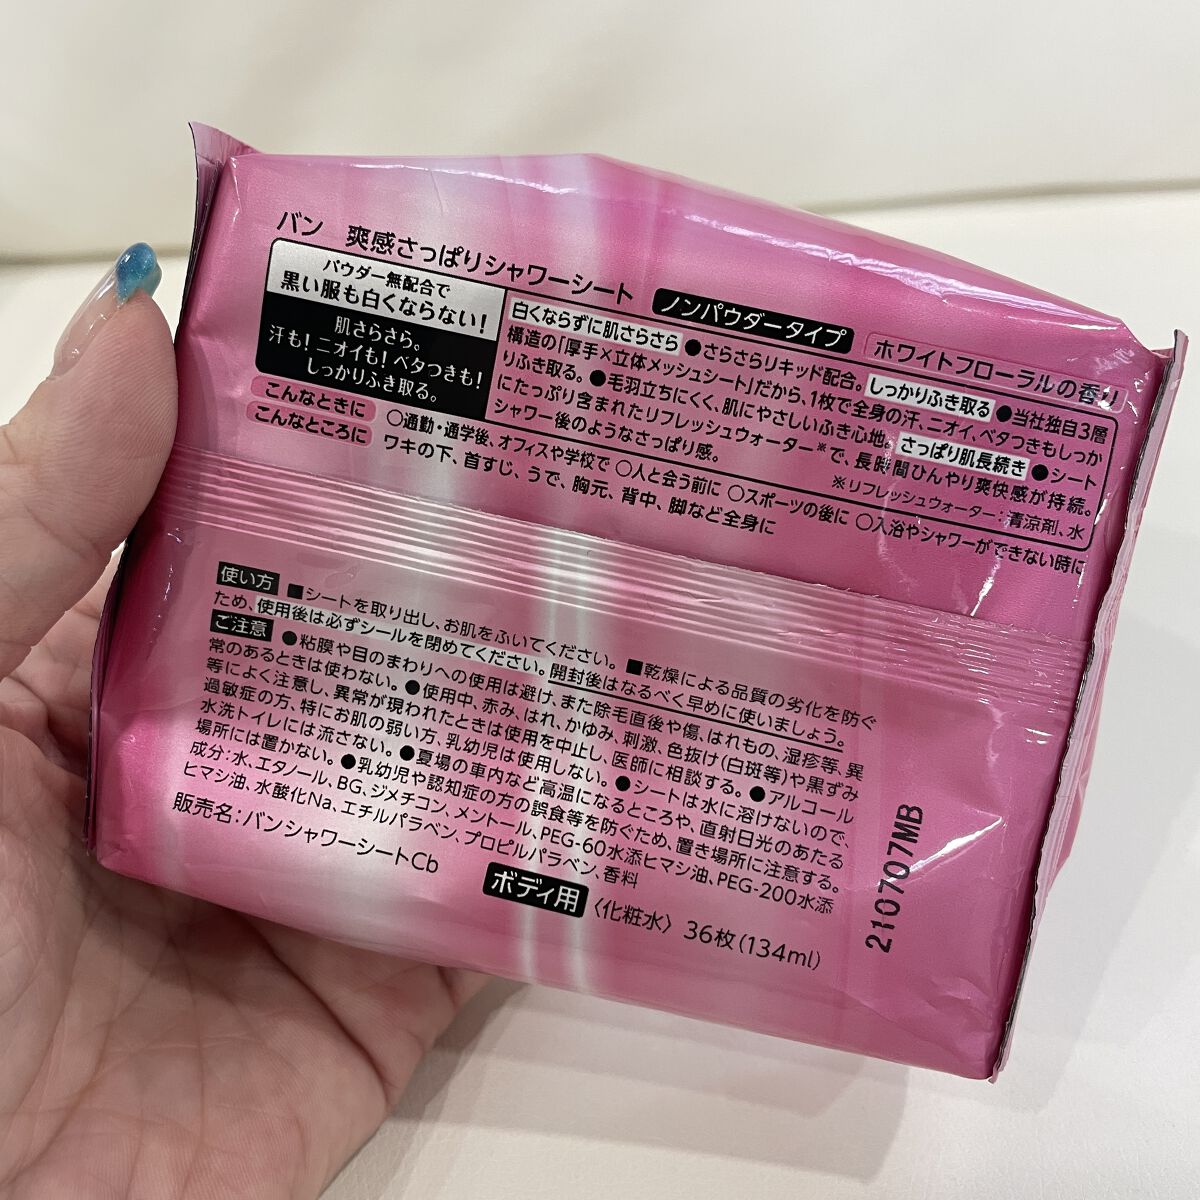 バン 爽感さっぱりシャワーシート ノンパウダータイプ ホワイトフローラルの香り
パウダー無配合で
黒い服も白くならない!
肌さらさら。
汗も!ニオイも!ベタつきも!
しっかりふき取る。
白くならずに肌さらさら ●さらさらリキッド配合。 しっかりふき取る ●当社独自3層
構造の「厚手×立体メッシュシート」だから、1枚で全身の汗、ニオイ、ベタつきもしっか
りふき取る。●毛羽立ちにくく、肌にやさしいふき心地。 さっぱり肌長続き ●シート
にたっぷり含まれたリフレッシュウォーター※で、長時間ひんやり爽快感が持続。
シャワー後のようなさっぱり感。 ※リフレッシュウォーター:清涼剤、水
こんなときに ○通勤・通学後、オフィスや学校で ○人と会う前に ○スポーツの後に ○入浴やシャワーができない時に
こんなところに ワキの下、首すじ、うで、胸元、背中、脚など全身に
使い方 ■シートを取り出し、お肌をふいてください。 ■乾燥による品質の劣化を防ぐ
ため、使用後は必ずシールを閉めてください。開封後はなるべく早めに使いましょう。
ご注意 ●粘膜や目のまわりへの使用は避け、また除毛直後や傷、はれもの、湿疹等、異
常のあるときは使わない。●使用中、赤み、はれ、かゆみ、刺激、色抜け(白斑等)や黒ずみ
等によく注意し、異常が現われたときは使用を中止し、医師に相談する。●アルコール
過敏症の方、特にお肌の弱い方、乳幼児は使用しない。●シートは水に溶けないので、
水洗トイレには流さない。●夏場の車内など高温になるところや、直射日光のあたる
場所には置かない。●乳幼児や認知症の方の誤食等を防ぐため、置き場所に注意する。
成分:水、エタノール、BG、ジメチコン、メントール、PEG-60水添ヒマシ油、PEG-200水添
ヒマシ油、水酸化Na、エチルパラベン、プロピルパラベン、香料
販売名:バンシャワーシートCb
ボディ用 〈化粧水〉 36枚(134ml)
210707MB